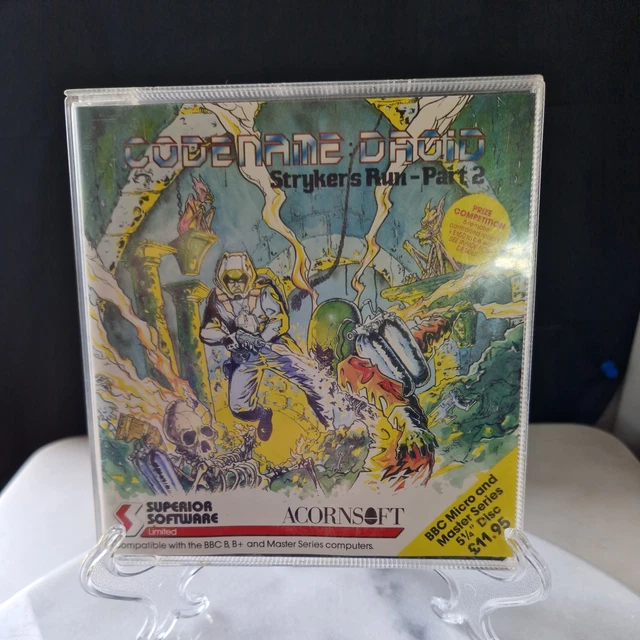 CODENAME: DROID
Stryker's Run - Part 2
PRIZE
COMPETITION
SUPERIOR
SOFTWARE
Limited
ACORNSOFT
compatible with the BBC B, B+ and Master Series computers.
BBC Micro and
Master Series
5¼" Disc
£11.95